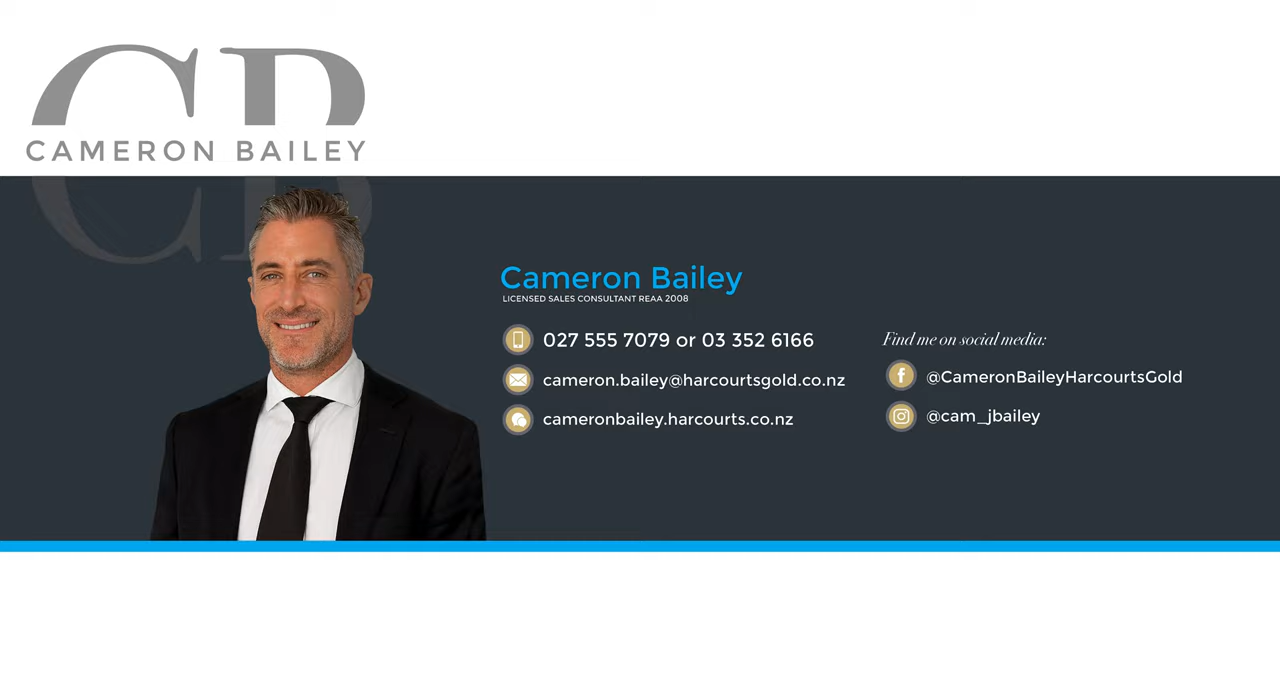 CB
CAMERON BAILEY
Cameron Bailey
LICENSED SALES CONSULTANT REAA 2008
027 555 7079 or 03 352 6166
cameron.bailey@harcourtsgold.co.nz
cameronbailey.harcourts.co.nz
Find me on social media:
@CameronBaileyHarcourtsGold
@cam_jbailey